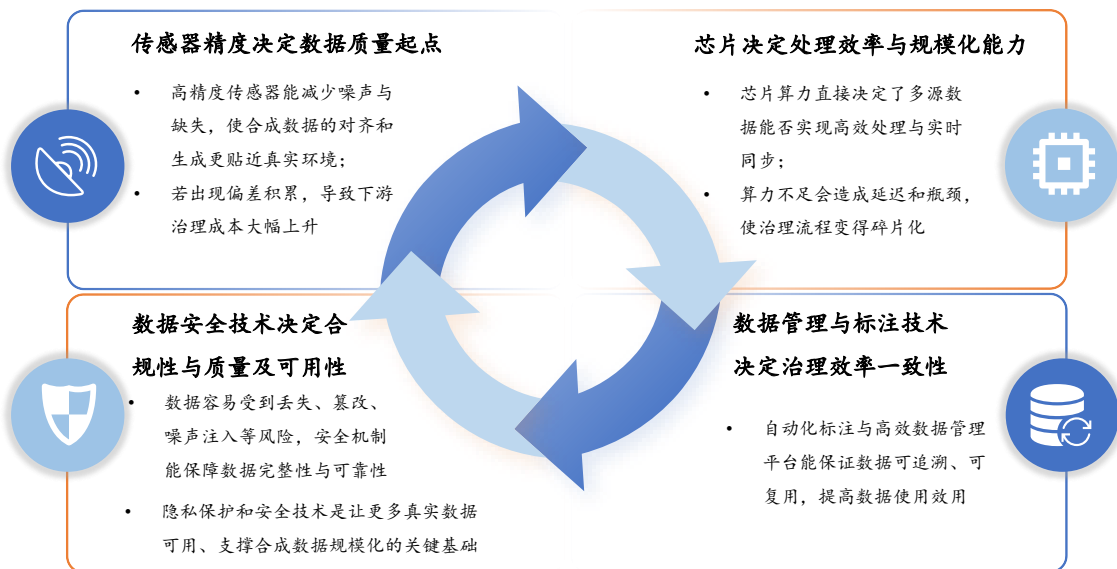 传感器精度决定数据质量起点
• 高精度传感器能减少噪声与
缺失，使合成数据的对齐和
生成更贴近真实环境；
• 若出现偏差积累，导致下游
治理成本大幅上升
芯片决定处理效率与规模化能力
• 芯片算力直接决定了多源数
据能否实现高效处理与实时
同步；
• 算力不足会造成延迟和瓶颈，
使治理流程变得碎片化
数据安全技术决定合
规性与质量及可用性
• 数据容易受到丢失、篡改、
噪声注入等风险，安全机制
能保障数据完整性与可靠性
• 隐私保护和安全技术是让更多真实数据
可用、支撑合成数据规模化的关键基础
数据管理与标注技术
决定治理效率一致性
• 自动化标注与高效数据管理
平台能保证数据可追溯、可
复用，提高数据使用效用